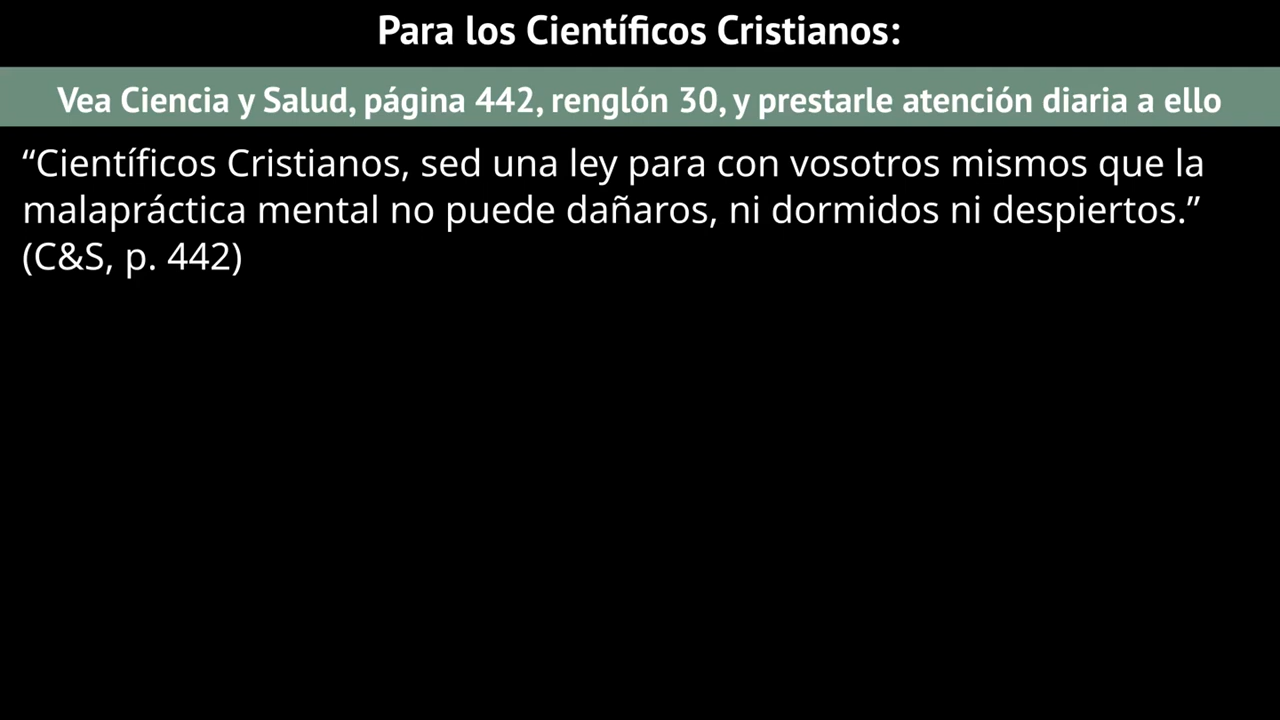 Para los Científicos Cristianos:
Vea Ciencia y Salud, página 442, renglón 30, y prestarle atención diaria a ello
“Científicos Cristianos, sed una ley para con vosotros mismos que la
malapráctica mental no puede dañaros, ni dormidos ni despiertos.”
(C&S, p. 442)